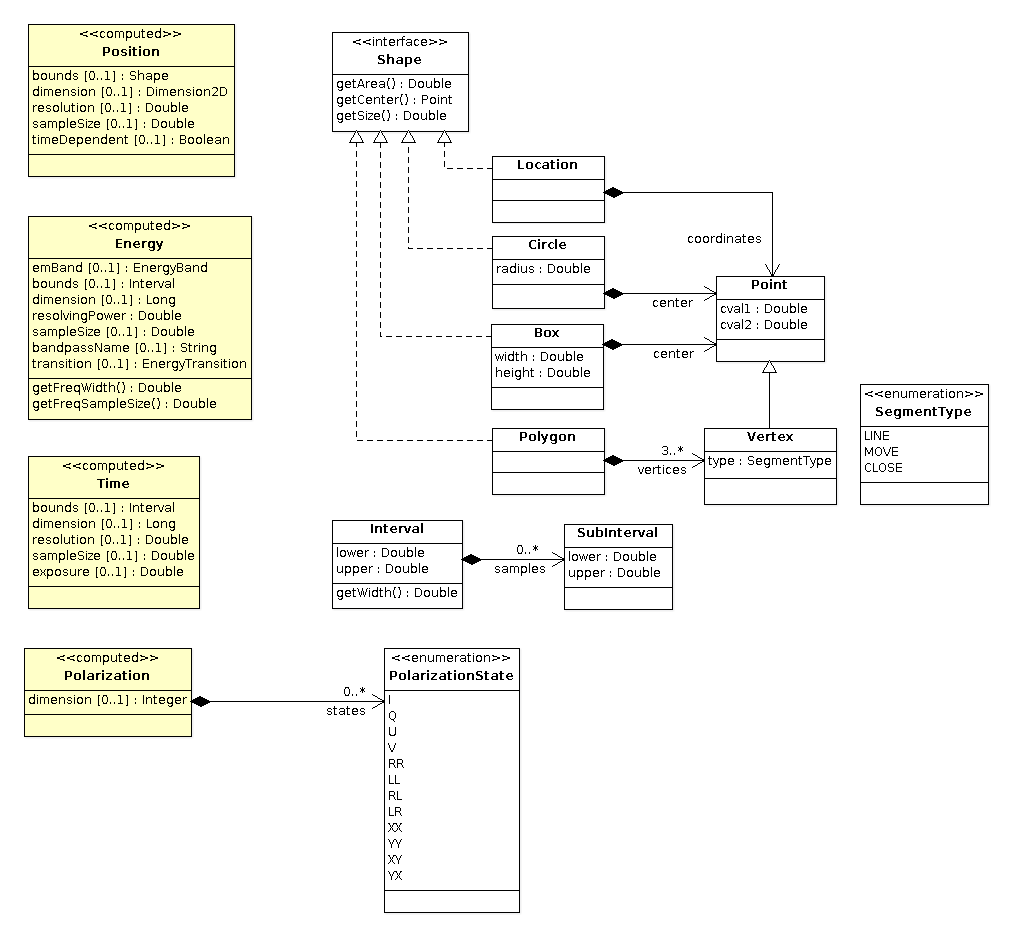 <<computed>>
Position
bounds [0..1] : Shape
dimension [0..1] : Dimension2D
resolution [0..1] : Double
sampleSize [0..1] : Double
timeDependent [0..1] : Boolean
<<interface>>
Shape
getArea() : Double
getCenter() : Point
getSize() : Double
Location
coordinates
<<computed>>
Energy
emBand [0..1] : EnergyBand
bounds [0..1] : Interval
dimension [0..1] : Long
resolvingPower : Double
sampleSize [0..1] : Double
bandpassName [0..1] : String
transition [0..1] : EnergyTransition
getFreqWidth() : Double
getFreqSampleSize() : Double
Circle
radius : Double
center
Point
cval1 : Double
cval2 : Double
Box
width : Double
height : Double
center
Polygon
3..*
vertices
Vertex
type : SegmentType
<<enumeration>>
SegmentType
LINE
MOVE
CLOSE
<<computed>>
Time
bounds [0..1] : Interval
dimension [0..1] : Long
resolution [0..1] : Double
sampleSize [0..1] : Double
exposure [0..1] : Double
Interval
lower : Double
upper : Double
getWidth() : Double
0..*
samples
SubInterval
lower : Double
upper : Double
<<computed>>
Polarization
dimension [0..1] : Integer
0..*
states
<<enumeration>>
PolarizationState
I
Q
U
V
RR
LL
RL
LR
XX
YY
XY
YX